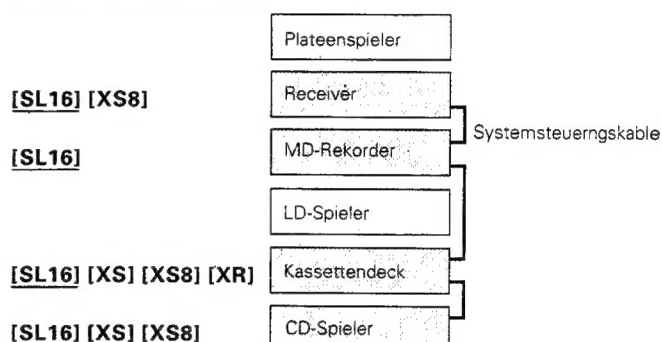 Plateenspieler
[SL16] [XS8] Receiver
Systemsteuerngskable
[SL16] MD-Rekorder
LD-Spieler
[SL16] [XS] [XS8] [XR] Kassettendeck
[SL16] [XS] [XS8] CD-Spieler